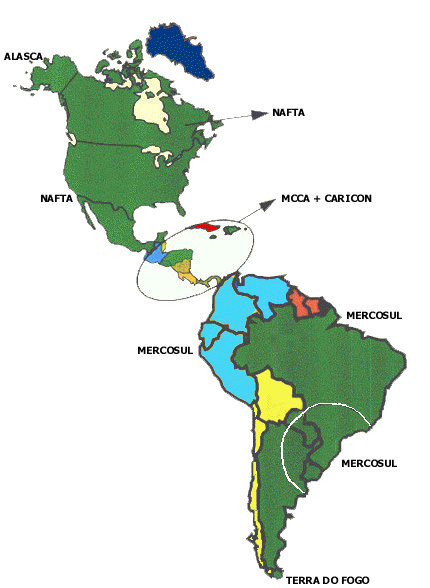 ALASCA
NAFTA
NAFTA
MCCA + CARICON
MERCOSUL
MERCOSUL
MERCOSUL
TERRA DO FOGO